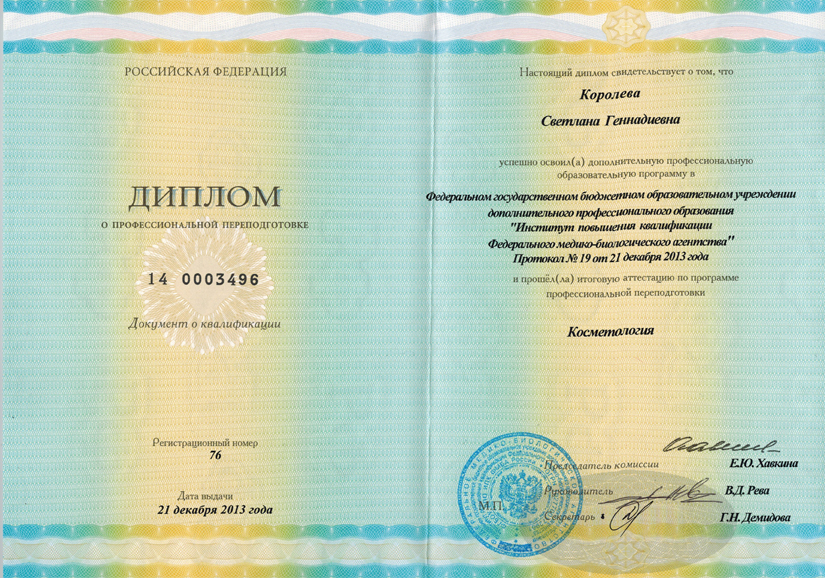 РОССИЙСКАЯ ФЕДЕРАЦИЯ
ДИПЛОМ
О ПРОФЕССИОНАЛЬНОЙ ПЕРЕПОДГОТОВКЕ
14 0003496
Документ о квалификации
Регистрационный номер
76
Дата выдачи
21 декабря 2013 года
Настоящий диплом свидетельствует о том, что
Королева
Светлана Геннадиевна
успешно освоил(а) дополнительную профессиональную
образовательную программу в
Федеральном государственном бюджетном образовательном учреждении
дополнительного профессионального образования
"Институт повышения квалификации
Федерального медико-биологического агентства"
Протокол № 19 от 21 декабря 2013 года
и прошёл(ла) итоговую аттестацию по программе
профессиональной переподготовки
Косметология
Председатель комиссии Е.Ю. Хавкина
Руководитель В.Д. Рева
М.П.
Секретарь Г.Н. Демидова